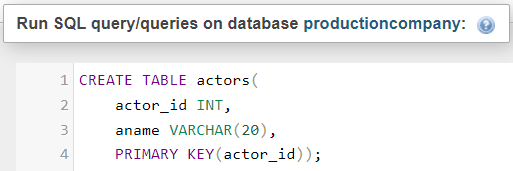 Run SQL query/queries on database productioncompany:
1 CREATE TABLE actors(
2 actor_id INT,
3 aname VARCHAR(20),
4 PRIMARY KEY(actor_id));